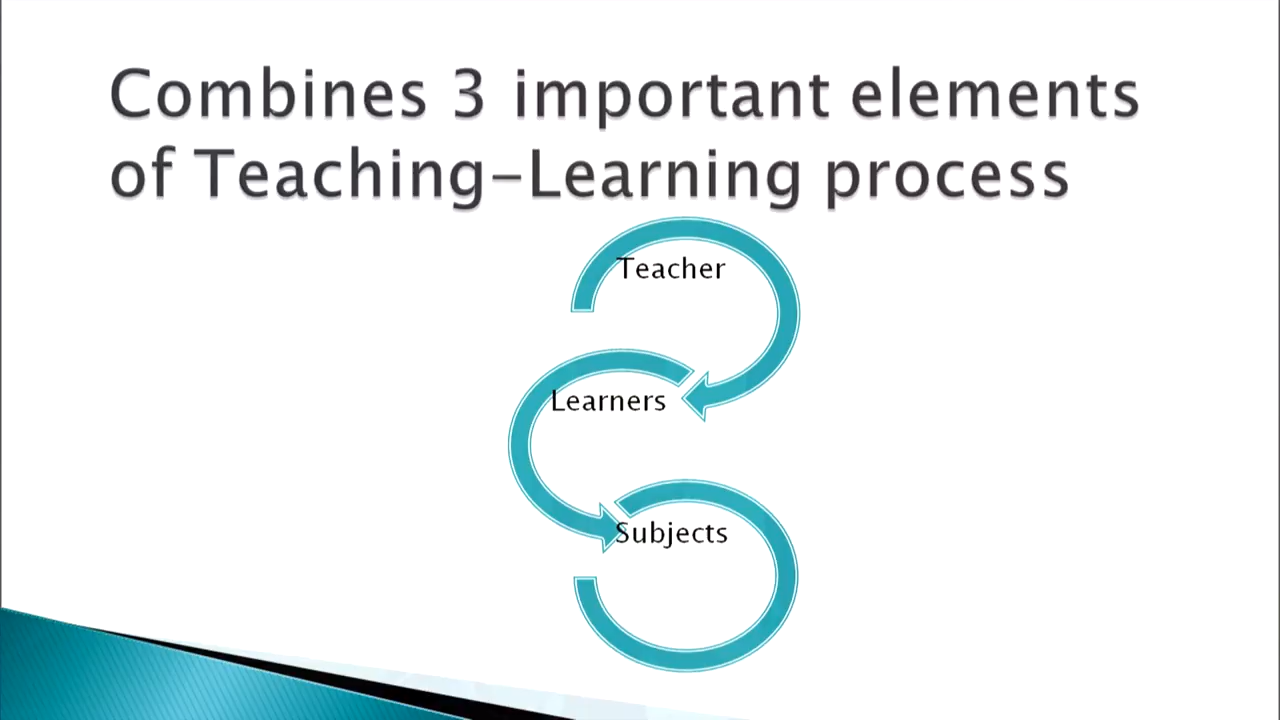 Combines 3 important elements
of Teaching-Learning process
Teacher
Learners
Subjects